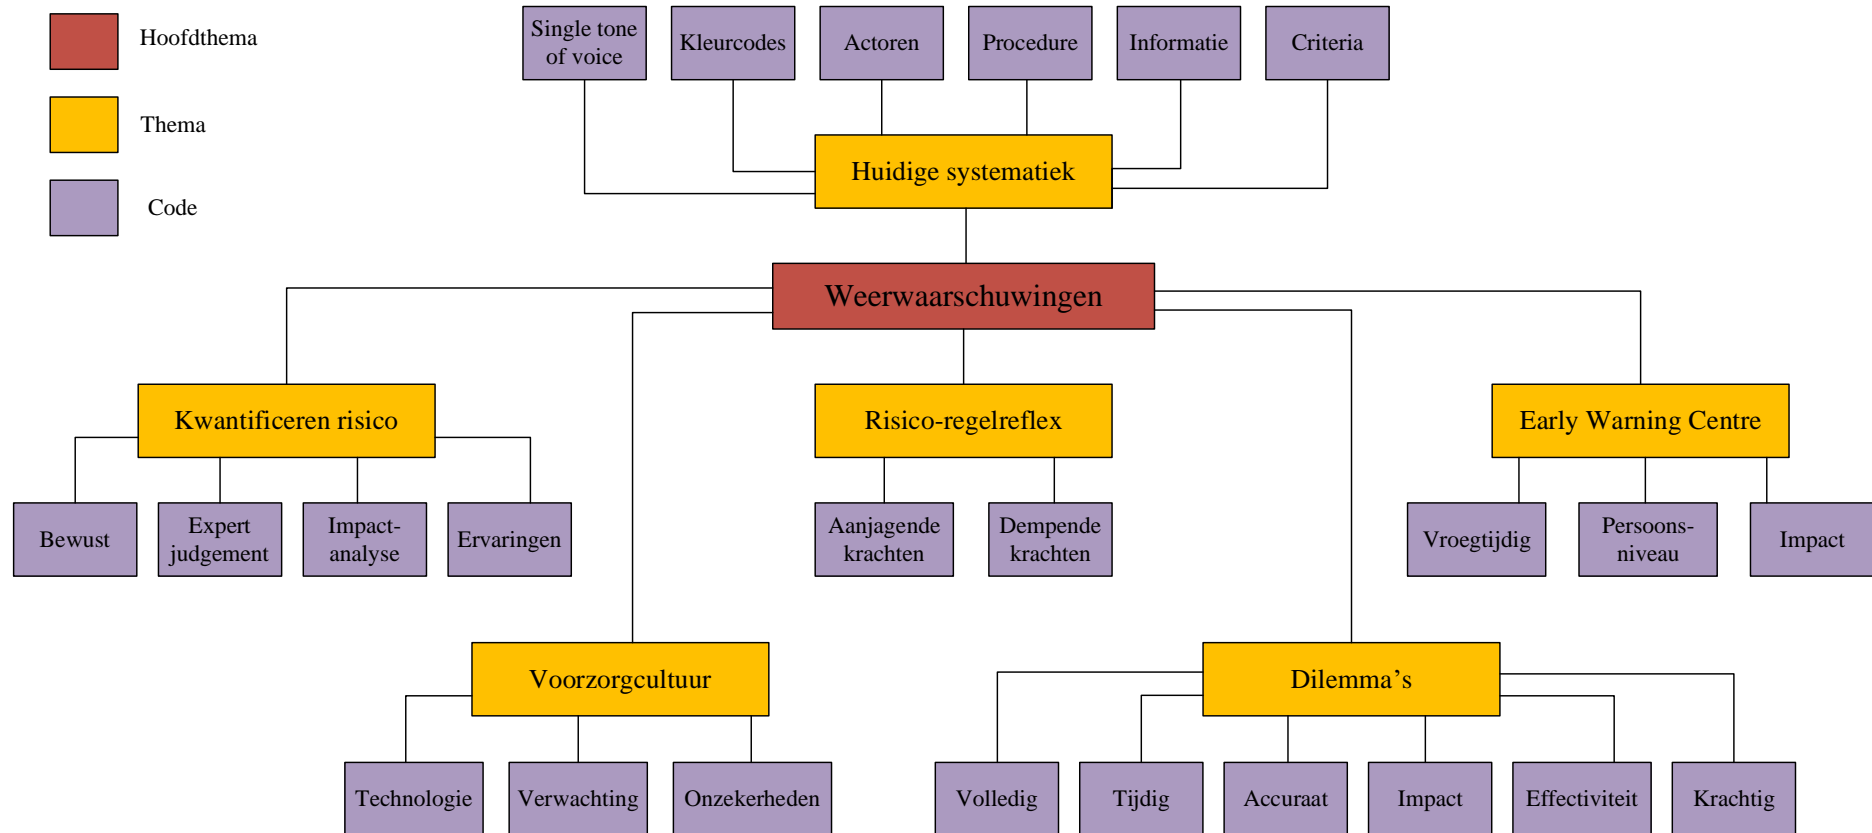 Hoofdthema
Thema
Code
Single tone
of voice
Kleurcodes
Actoren
Procedure
Informatie
Criteria
Huidige systematiek
Weerwaarschuwingen
Kwantificeren risico
Risico-regelreflex
Early Warning Centre
Bewust
Expert
judgement
Impact-
analyse
Ervaringen
Aanjagende
krachten
Dempende
krachten
Vroegtijdig
Persoons-
niveau
Impact
Voorzorgcultuur
Dilemma’s
Technologie
Verwachting
Onzekerheden
Volledig
Tijdig
Accuraat
Impact
Effectiviteit
Krachtig